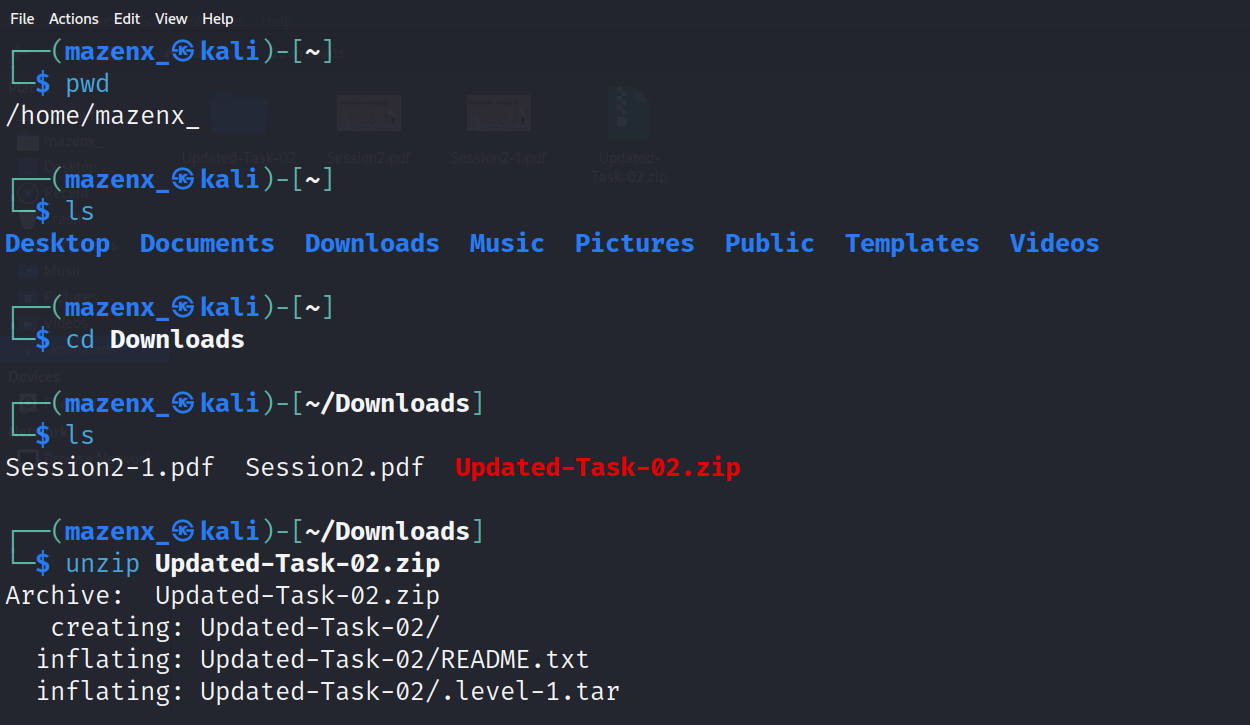 File Actions Edit View Help
┌──(mazenx_㉿kali)-[~]
└─$ pwd
/home/mazenx_
┌──(mazenx_㉿kali)-[~]
└─$ ls
Desktop Documents Downloads Music Pictures Public Templates Videos
┌──(mazenx_㉿kali)-[~]
└─$ cd Downloads
┌──(mazenx_㉿kali)-[~/Downloads]
└─$ ls
Session2-1.pdf Session2.pdf Updated-Task-02.zip
┌──(mazenx_㉿kali)-[~/Downloads]
└─$ unzip Updated-Task-02.zip
Archive: Updated-Task-02.zip
creating: Updated-Task-02/
inflating: Updated-Task-02/README.txt
inflating: Updated-Task-02/.level-1.tar